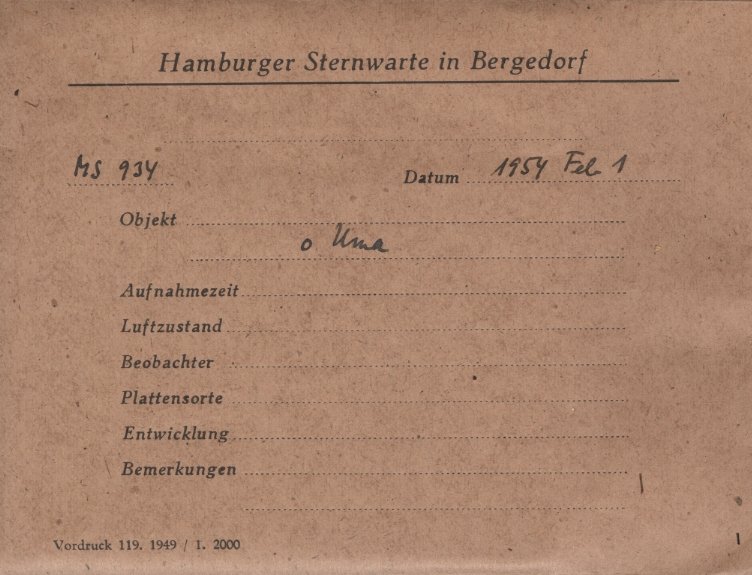 Hamburger Sternwarte in Bergedorf
MS 934 Datum 1954 Feb 1
Objekt
o Uma
Aufnahmezeit
Luftzustand
Beobachter
Plattensorte
Entwicklung
Bemerkungen
Vordruck 119. 1949 / 1. 2000